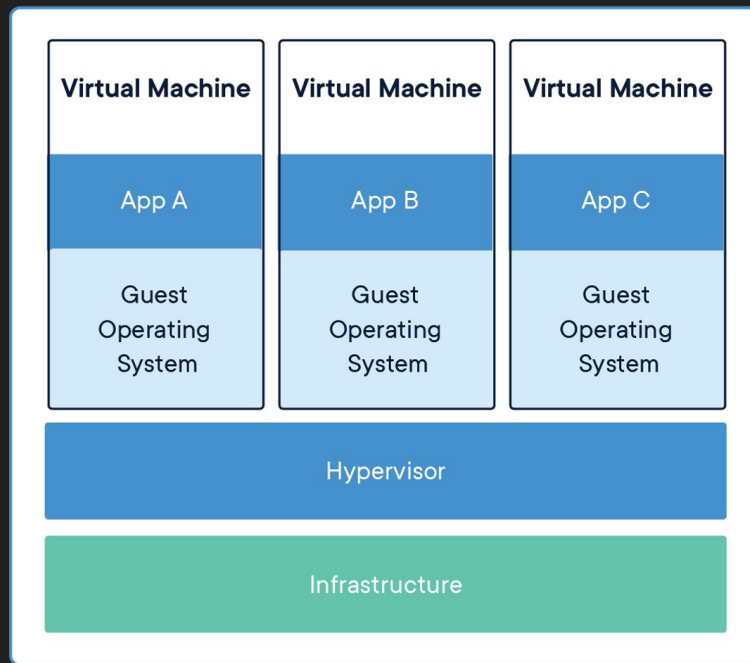 Virtual Machine
App A
Guest
Operating
System
Virtual Machine
App B
Guest
Operating
System
Virtual Machine
App C
Guest
Operating
System
Hypervisor
Infrastructure